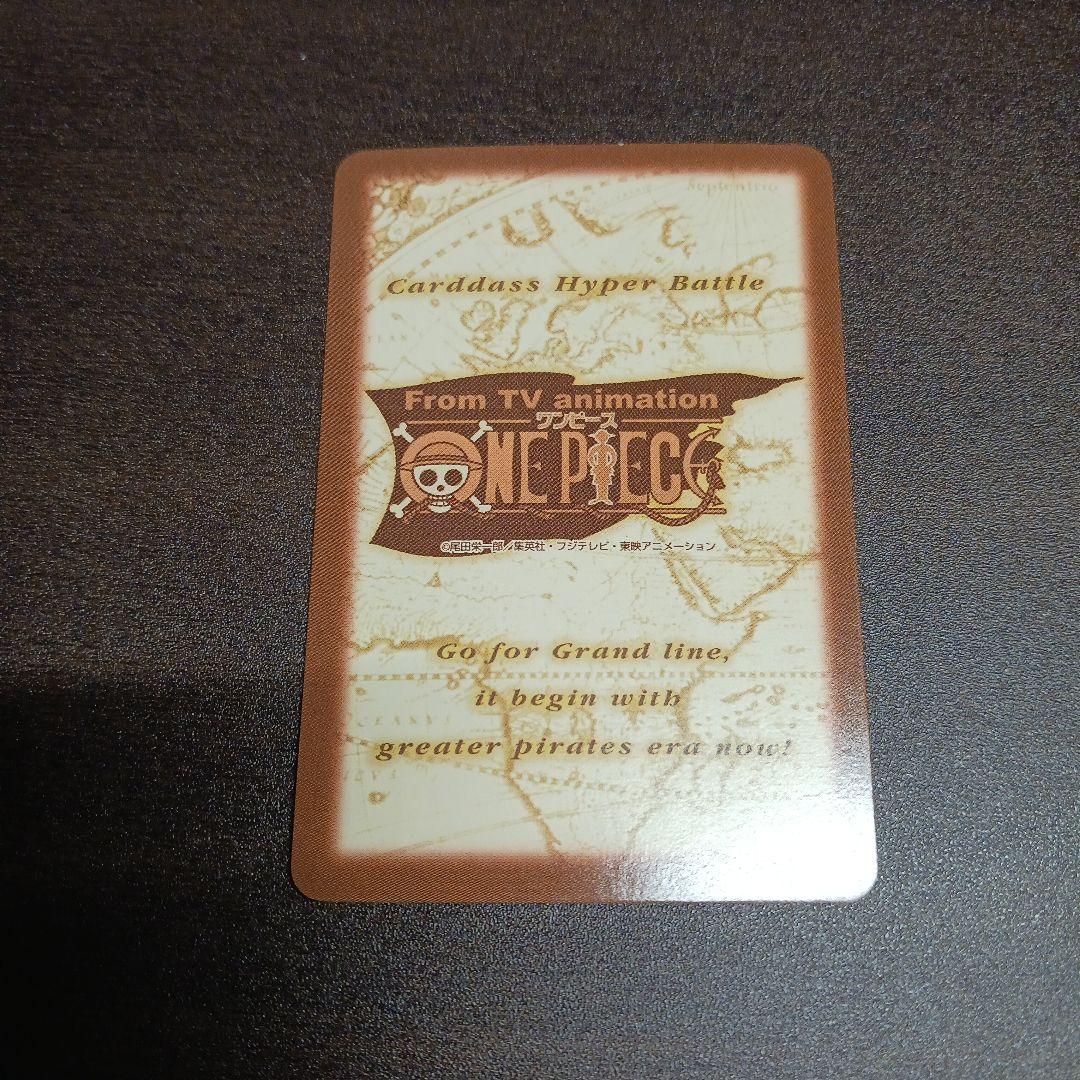 Septentrio
Carddass Hyper Battle
From TV animation
ワンピース
ONE PIECE
©尾田栄一郎／集英社・フジテレビ・東映アニメーション
Go for Grand line,
it begin with
greater pirates era now!